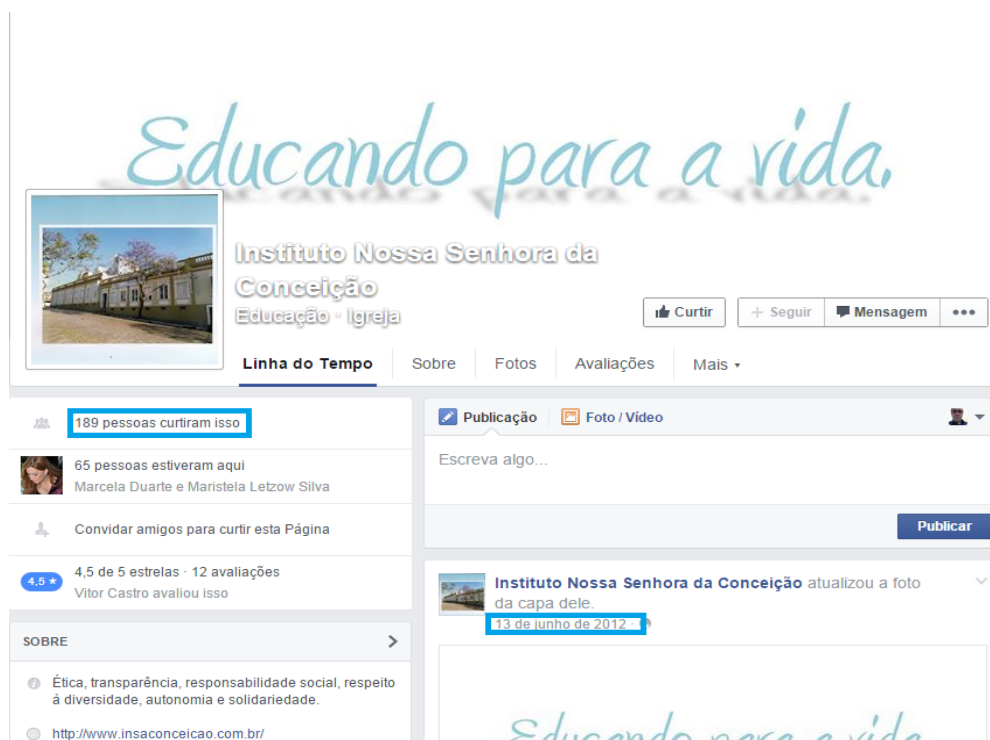 Educando para a vida,
Instituto Nossa Senhora da
Conceição
Educação · Igreja
Curtir
+ Seguir
Mensagem
•••
Linha do Tempo
Sobre
Fotos
Avaliações
Mais
189 pessoas curtiram isso
65 pessoas estiveram aqui
Marcela Duarte e Maristela Letzow Silva
Convidar amigos para curtir esta Página
4,5 ★
4,5 de 5 estrelas · 12 avaliações
Vitor Castro avaliou isso
SOBRE
Ética, transparência, responsabilidade social, respeito
à diversidade, autonomia e solidariedade.
http://www.insaconceicao.com.br/
Publicação
Foto / Vídeo
Escreva algo...
Publicar
Instituto Nossa Senhora da Conceição atualizou a foto
da capa dele.
13 de junho de 2012 ·
Educando para a vida